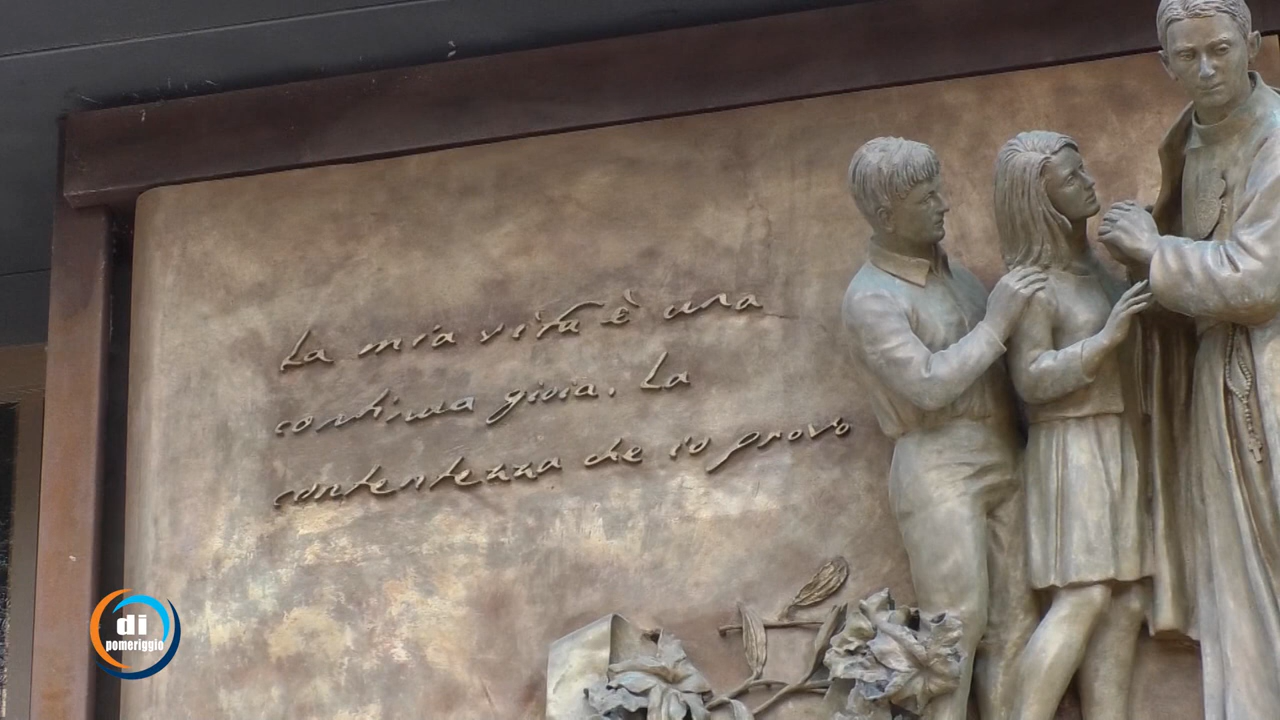 La mia vita è una
continua gioia. La
contentezza che io provo
di
pomeriggio